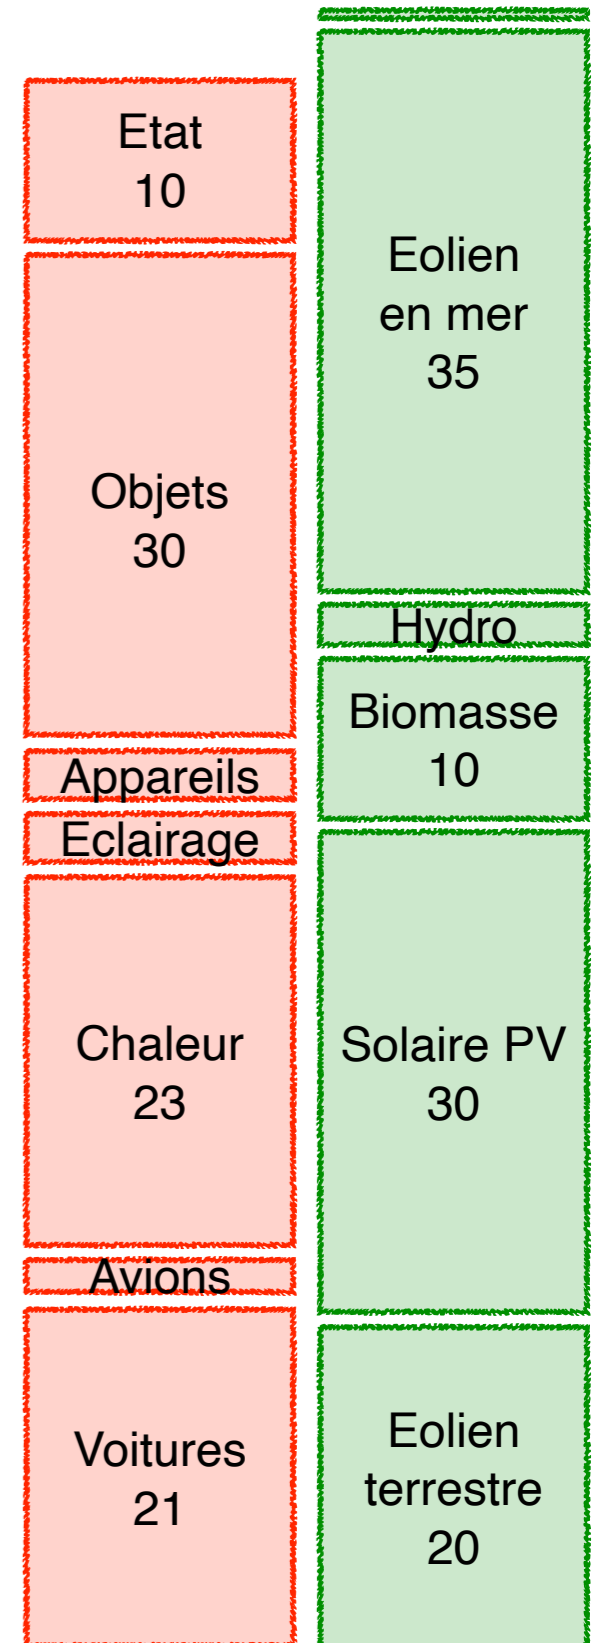 Etat
10
Objets
30
Appareils
Eclairage
Chaleur
23
Avions
Voitures
21
Eolien
en mer
35
Hydro
Biomasse
10
Solaire PV
30
Eolien
terrestre
20